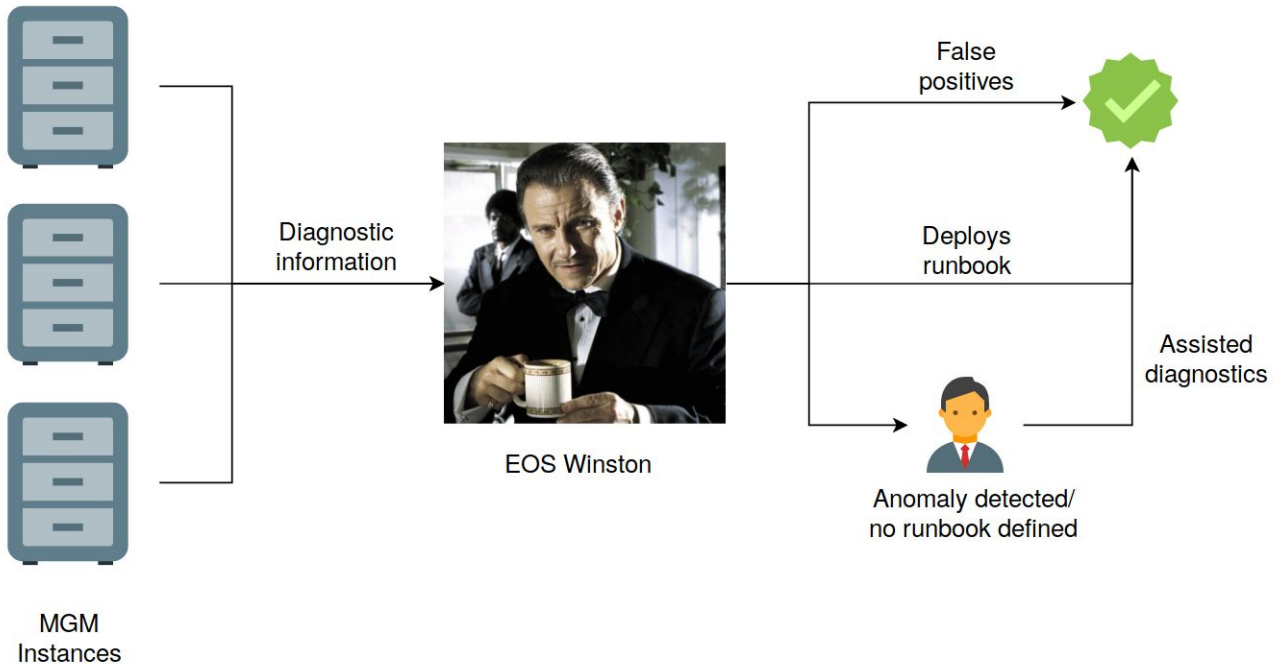 False
positives
Diagnostic
information
Deploys
runbook
Assisted
diagnostics
EOS Winston
Anomaly detected/
no runbook defined
MGM
Instances